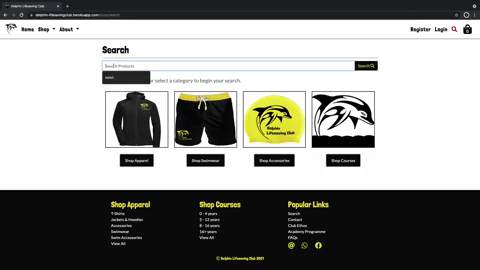 Dolphin Lifesaving Club
dolphin-lifesavingclub.herokuapp.com/shop/search
Home Shop About Register Login 0
Search
Search Products Search
select a category to begin your search.
Dolphin
Lifesaving Club
Shop Apparel Shop Swimwear Shop Accessories Shop Courses
Shop Apparel Shop Courses Popular Links
T-Shirts 0 - 4 years Search
Jackets & Hoodies 5 - 12 years Contact
Accessories 8 - 16 years Club Ethos
Swimwear 16+ years Academy Programme
Swim Accessories View All FAQs
View All
© Dolphin Lifesaving Club 2021